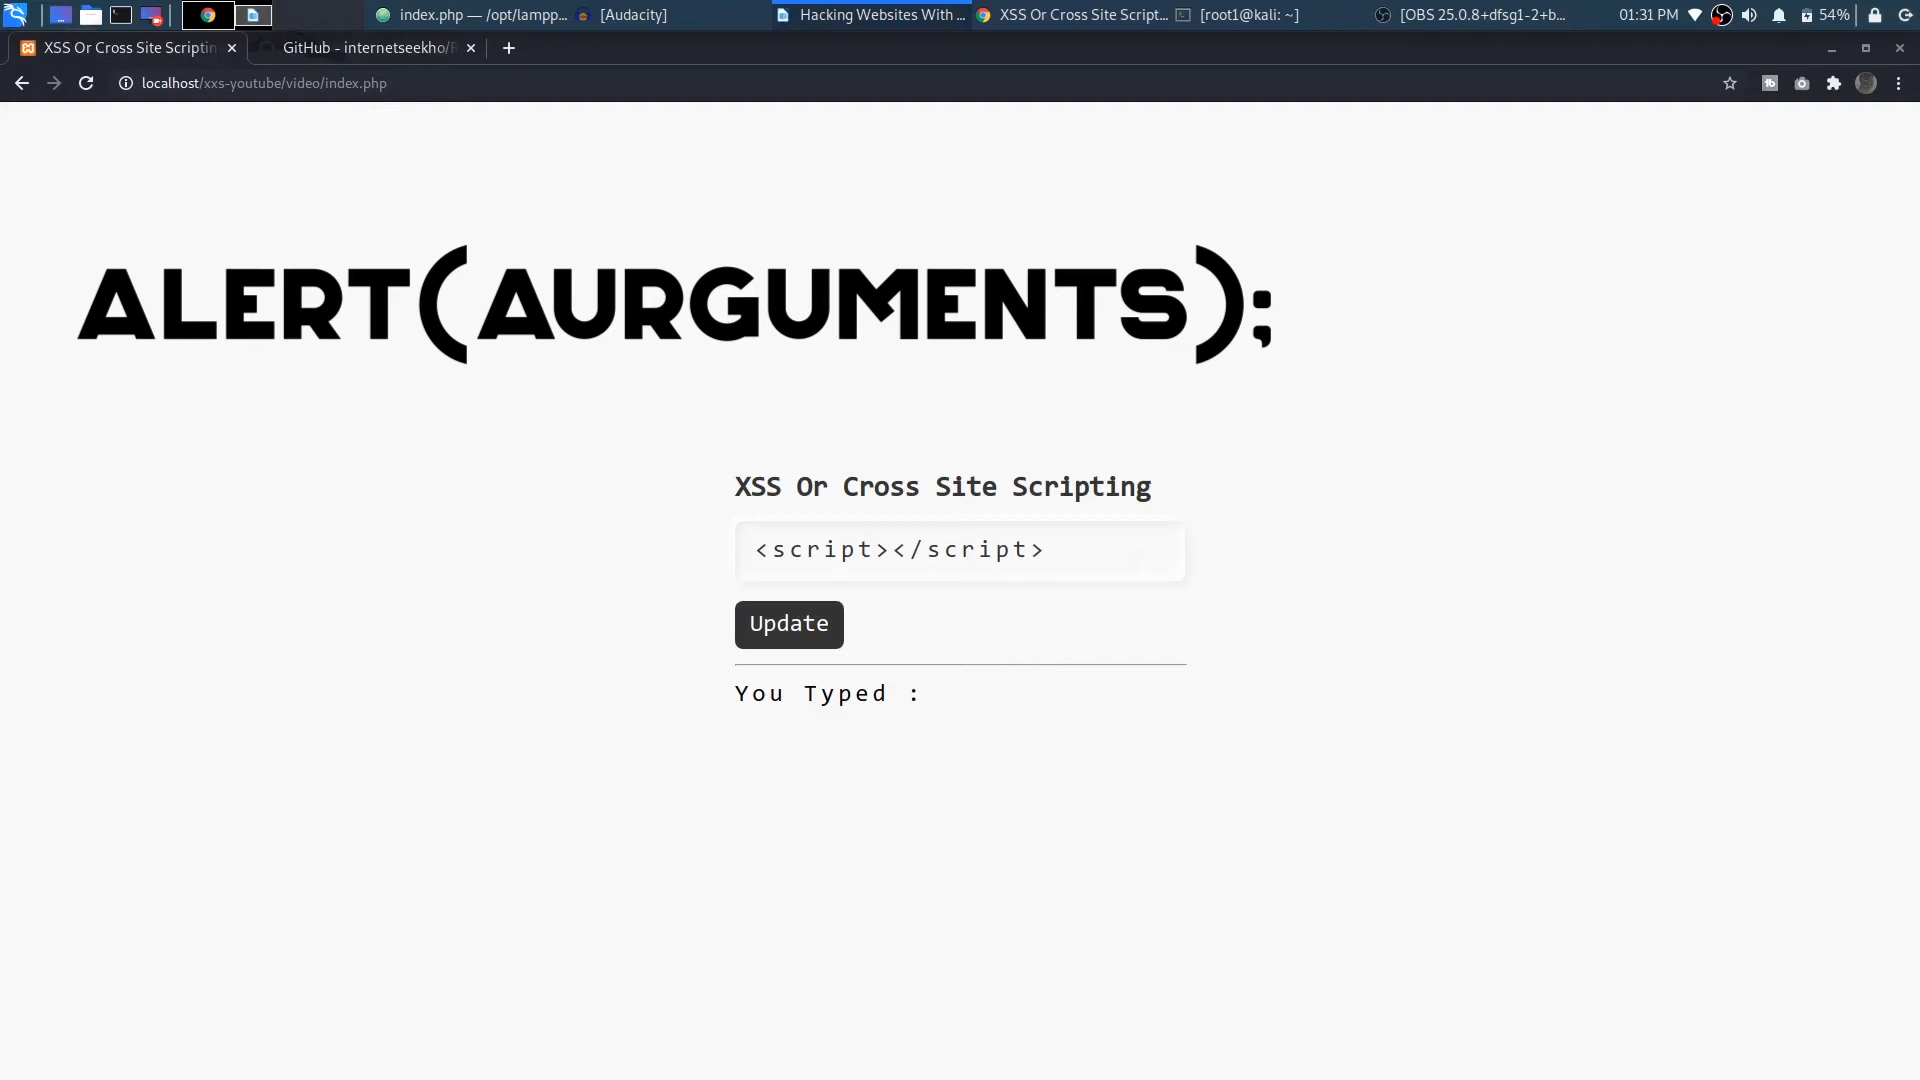 index.php — /opt/lampp...
[Audacity]
Hacking Websites With ...
XSS Or Cross Site Script...
[root1@kali: ~]
[OBS 25.0.8+dfsg1-2+b...
01:31 PM
54%
XSS Or Cross Site Scriptin
GitHub - internetseekho/R
localhost/xxs-youtube/video/index.php
ALERT(AURGUMENTS);
XSS Or Cross Site Scripting
<script></script>
Update
You Typed :